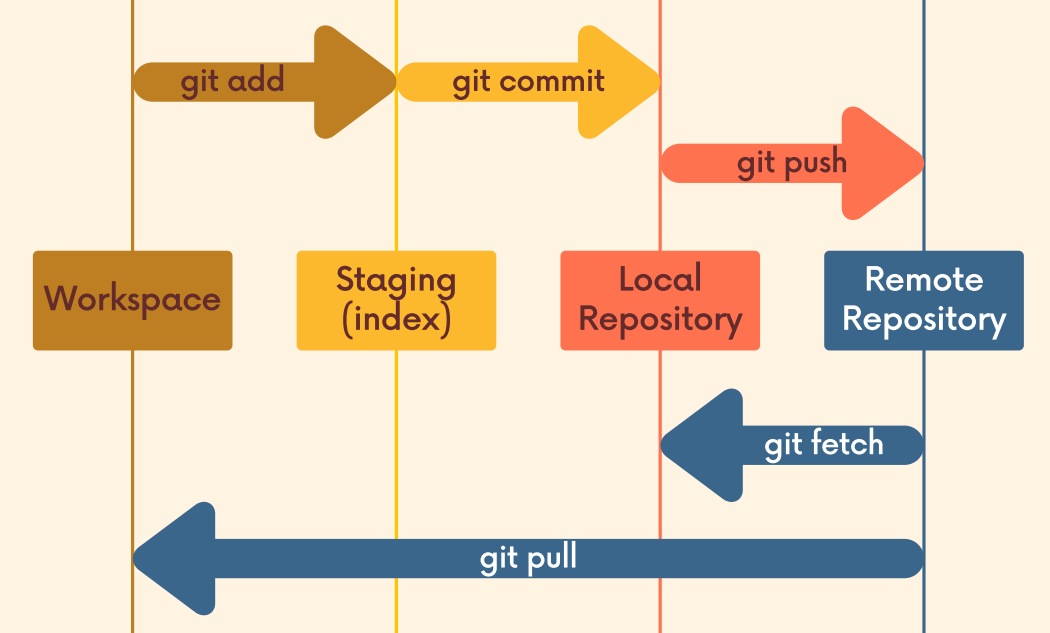 git add
git commit
git push
Workspace
Staging
(index)
Local
Repository
Remote
Repository
git fetch
git pull